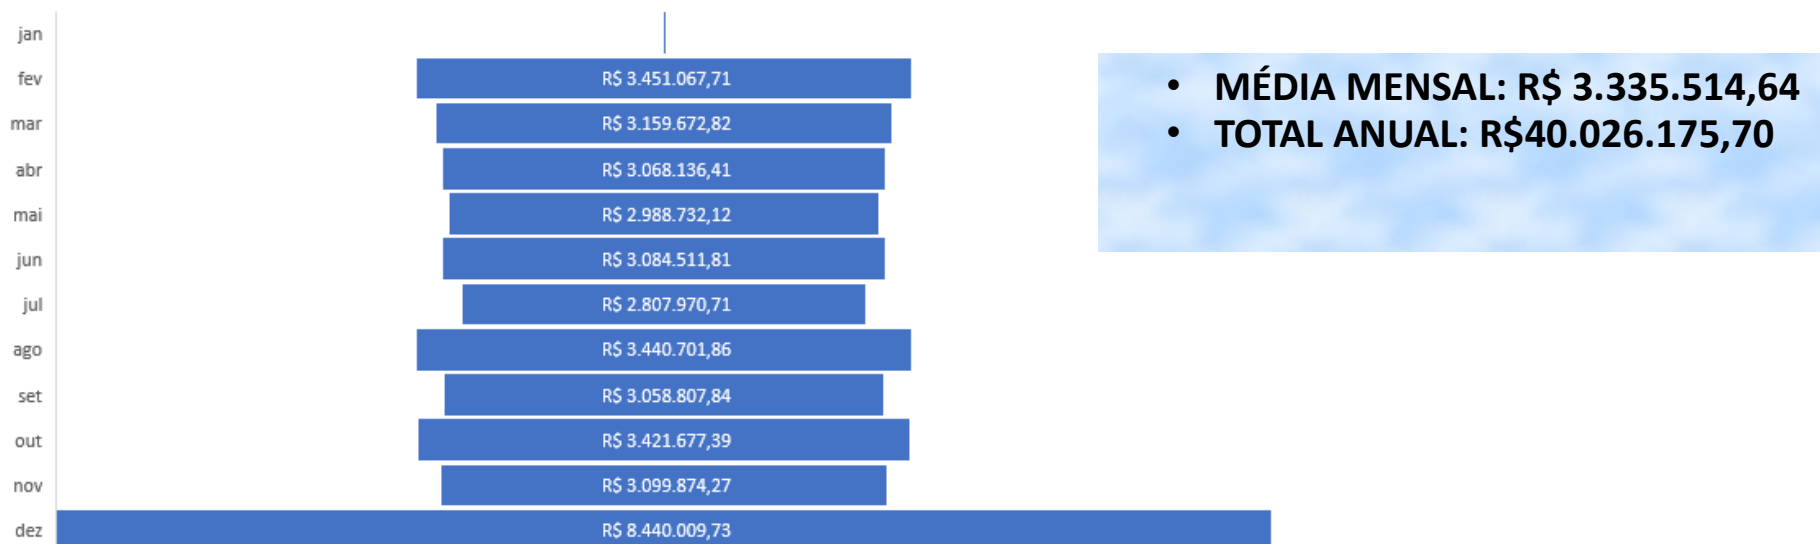 jan
fev R$ 3.451.067,71
mar R$ 3.159.672,82
abr R$ 3.068.136,41
mai R$ 2.988.732,12
jun R$ 3.084.511,81
jul R$ 2.807.970,71
ago R$ 3.440.701,86
set R$ 3.058.807,84
out R$ 3.421.677,39
nov R$ 3.099.874,27
dez R$ 8.440.009,73
• MÉDIA MENSAL: R$ 3.335.514,64
• TOTAL ANUAL: R$40.026.175,70